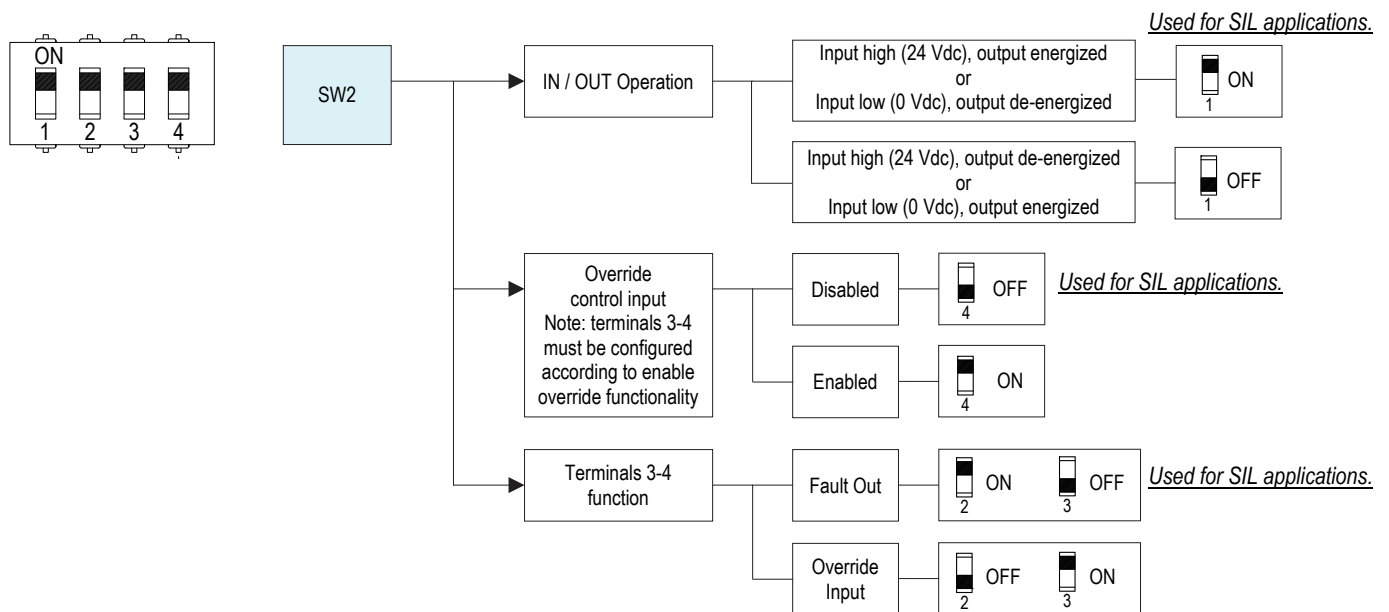 ON
1 2 3 4
SW2
IN / OUT Operation
Input high (24 Vdc), output energized
or
Input low (0 Vdc), output de-energized
Used for SIL applications.
ON
1
Input high (24 Vdc), output de-energized
or
Input low (0 Vdc), output energized
OFF
1
Override
control input
Note: terminals 3-4
must be configured
according to enable
override functionality
Disabled
OFF
4
Used for SIL applications.
Enabled
ON
4
Terminals 3-4
function
Fault Out
ON OFF
2 3
Used for SIL applications.
Override
Input
OFF ON
2 3